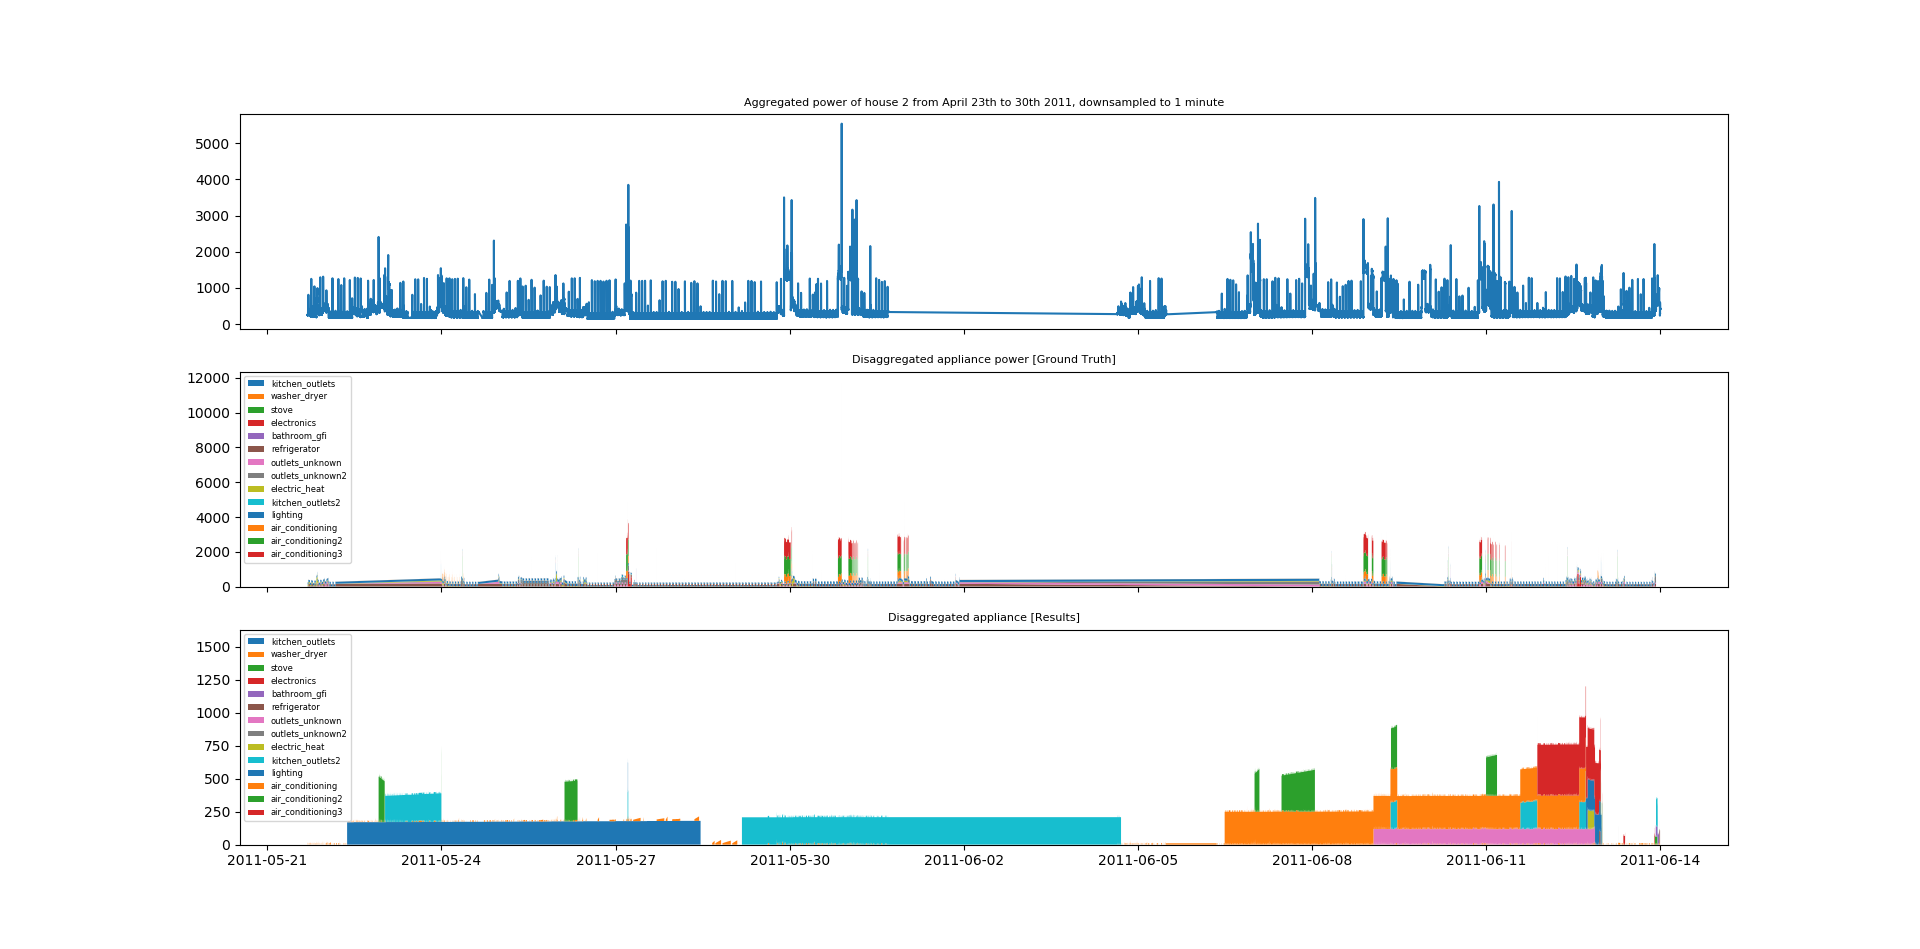 Aggregated power of house 2 from April 23th to 30th 2011, downsampled to 1 minute
5000
4000
3000
2000
1000
0
Disaggregated appliance power [Ground Truth]
12000
10000
8000
6000
4000
2000
0
kitchen_outlets
washer_dryer
stove
electronics
bathroom_gfi
refrigerator
outlets_unknown
outlets_unknown2
electric_heat
kitchen_outlets2
lighting
air_conditioning
air_conditioning2
air_conditioning3
Disaggregated appliance [Results]
1500
1250
1000
750
500
250
0
kitchen_outlets
washer_dryer
stove
electronics
bathroom_gfi
refrigerator
outlets_unknown
outlets_unknown2
electric_heat
kitchen_outlets2
lighting
air_conditioning
air_conditioning2
air_conditioning3
2011-05-21 2011-05-24 2011-05-27 2011-05-30 2011-06-02 2011-06-05 2011-06-08 2011-06-11 2011-06-14